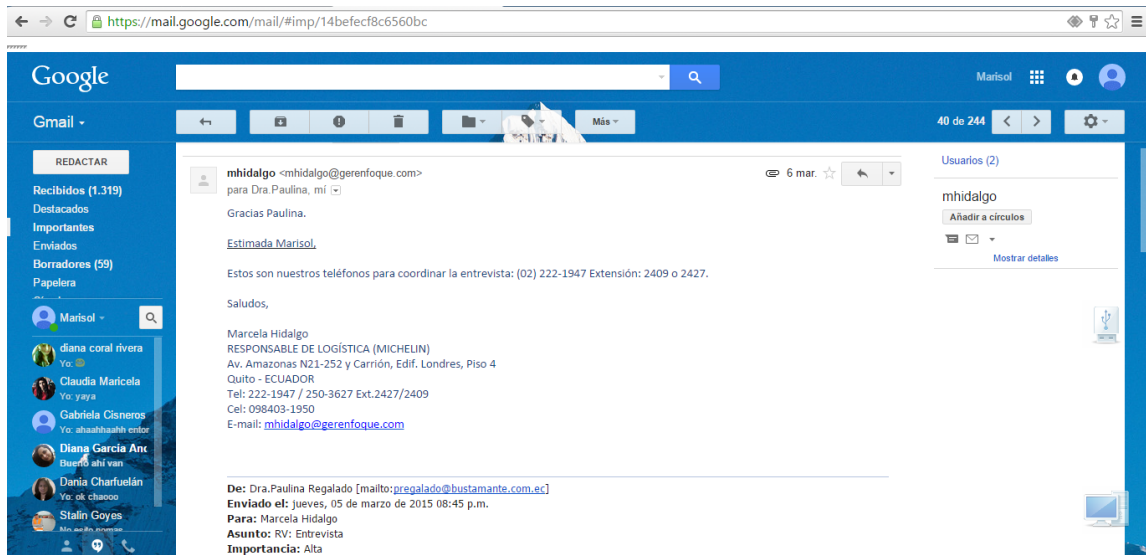 https://mail.google.com/mail/#imp/14befecf8c6560bc
Google
Marisol
Gmail
Más
40 de 244
REDACTAR
Recibidos (1.319)
Destacados
Importantes
Enviados
Borradores (59)
Papelera
Marisol
diana coral rivera
Yo:
Claudia Maricela
Yo: yaya
Gabriela Cisneros
Yo: ahaahhaahh entor
Diana García Anc
Bueno ahí van
Dania Charfuelán
Yo: ok chaooo
Stalin Goyes
mhidalgo <mhidalgo@gerenfoque.com>
6 mar.
para Dra.Paulina, mí
Gracias Paulina.
Estimada Marisol,
Estos son nuestros teléfonos para coordinar la entrevista: (02) 222-1947 Extensión: 2409 o 2427.
Saludos,
Marcela Hidalgo
RESPONSABLE DE LOGÍSTICA (MICHELIN)
Av. Amazonas N21-252 y Carrión, Edif. Londres, Piso 4
Quito - ECUADOR
Tel: 222-1947 / 250-3627 Ext.2427/2409
Cel: 098403-1950
E-mail: mhidalgo@gerenfoque.com
De: Dra.Paulina Regalado [mailto:pregalado@bustamante.com.ec]
Enviado el: jueves, 05 de marzo de 2015 08:45 p.m.
Para: Marcela Hidalgo
Asunto: RV: Entrevista
Importancia: Alta
Usuarios (2)
mhidalgo
Añadir a círculos
Mostrar detalles